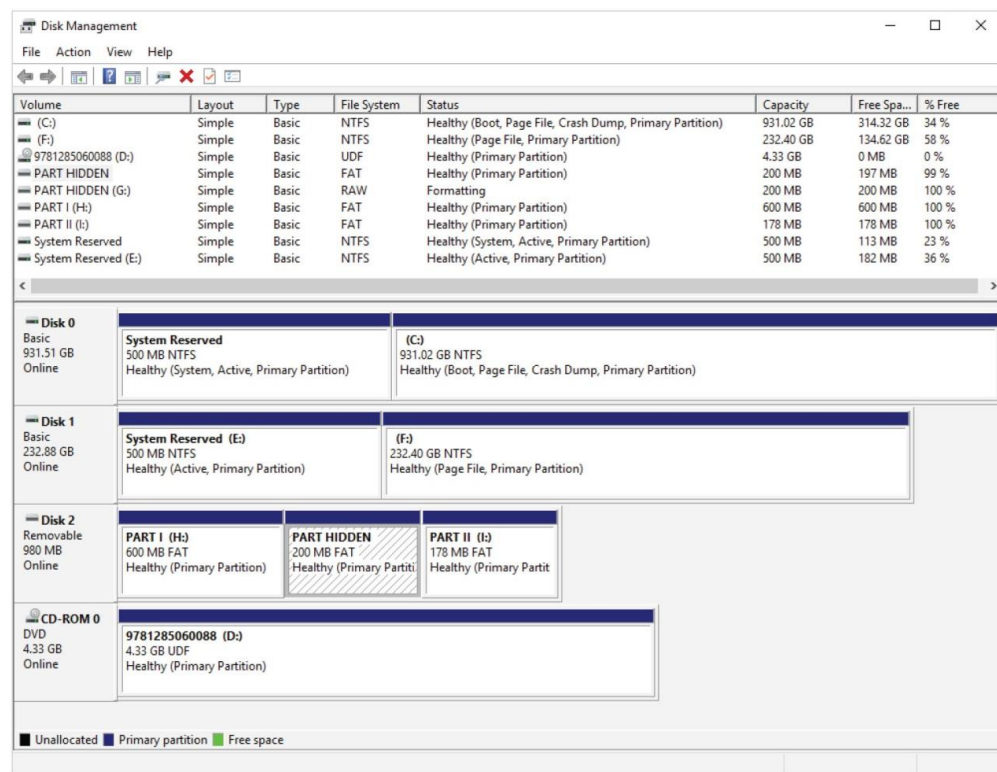 Disk Management
File Action View Help
Volume Layout Type File System Status Capacity Free Spa... % Free
(C:) Simple Basic NTFS Healthy (Boot, Page File, Crash Dump, Primary Partition) 931.02 GB 314.32 GB 34 %
(F:) Simple Basic NTFS Healthy (Page File, Primary Partition) 232.40 GB 134.62 GB 58 %
9781285060088 (D:) Simple Basic UDF Healthy (Primary Partition) 4.33 GB 0 MB 0 %
PART HIDDEN Simple Basic FAT Healthy (Primary Partition) 200 MB 197 MB 99 %
PART HIDDEN (G:) Simple Basic RAW Formatting 200 MB 200 MB 100 %
PART I (H:) Simple Basic FAT Healthy (Primary Partition) 600 MB 600 MB 100 %
PART II (I:) Simple Basic FAT Healthy (Primary Partition) 178 MB 178 MB 100 %
System Reserved Simple Basic NTFS Healthy (System, Active, Primary Partition) 500 MB 113 MB 23 %
System Reserved (E:) Simple Basic NTFS Healthy (Active, Primary Partition) 500 MB 182 MB 36 %
Disk 0
Basic
931.51 GB
Online
System Reserved
500 MB NTFS
Healthy (System, Active, Primary Partition)
(C:)
931.02 GB NTFS
Healthy (Boot, Page File, Crash Dump, Primary Partition)
Disk 1
Basic
232.88 GB
Online
System Reserved (E:)
500 MB NTFS
Healthy (Active, Primary Partition)
(F:)
232.40 GB NTFS
Healthy (Page File, Primary Partition)
Disk 2
Removable
980 MB
Online
PART I (H:)
600 MB FAT
Healthy (Primary Partition)
PART HIDDEN
200 MB FAT
Healthy (Primary Partiti
PART II (I:)
178 MB FAT
Healthy (Primary Partit
CD-ROM 0
DVD
4.33 GB
Online
9781285060088 (D:)
4.33 GB UDF
Healthy (Primary Partition)
Unallocated Primary partition Free space